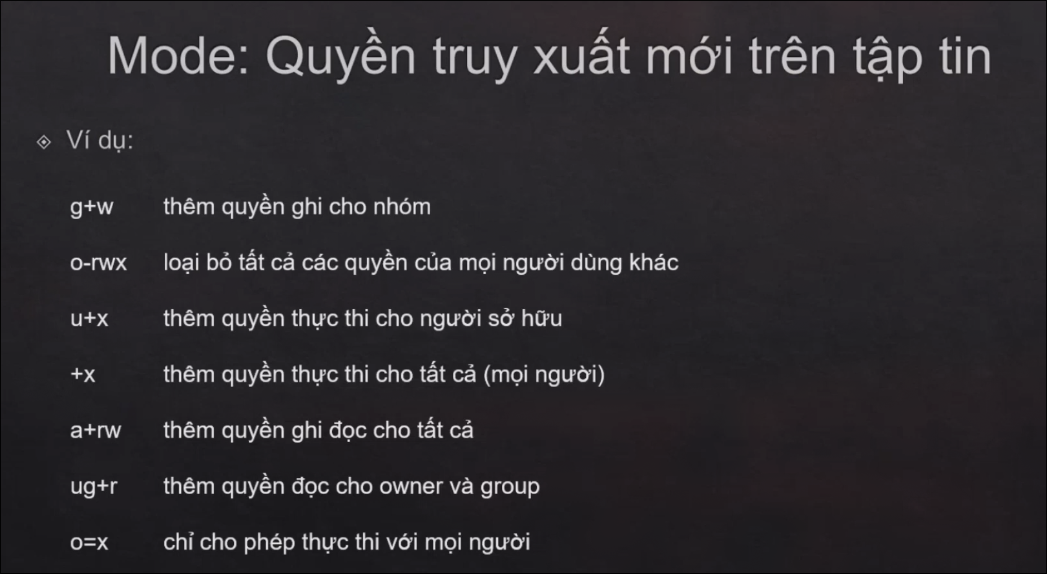 Mode: Quyền truy xuất mới trên tập tin
Ví dụ:
g+w thêm quyền ghi cho nhóm
o-rwx loại bỏ tất cả các quyền của mọi người dùng khác
u+x thêm quyền thực thi cho người sở hữu
+x thêm quyền thực thi cho tất cả (mọi người)
a+rw thêm quyền ghi đọc cho tất cả
ug+r thêm quyền đọc cho owner và group
o=x chỉ cho phép thực thi với mọi người